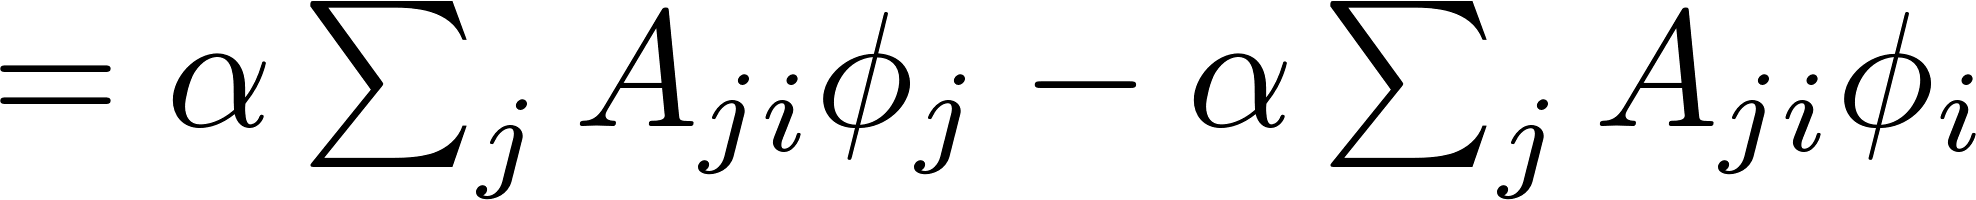 = α ∑_j A_{ji} ϕ_j − α ∑_j A_{ji} ϕ_i